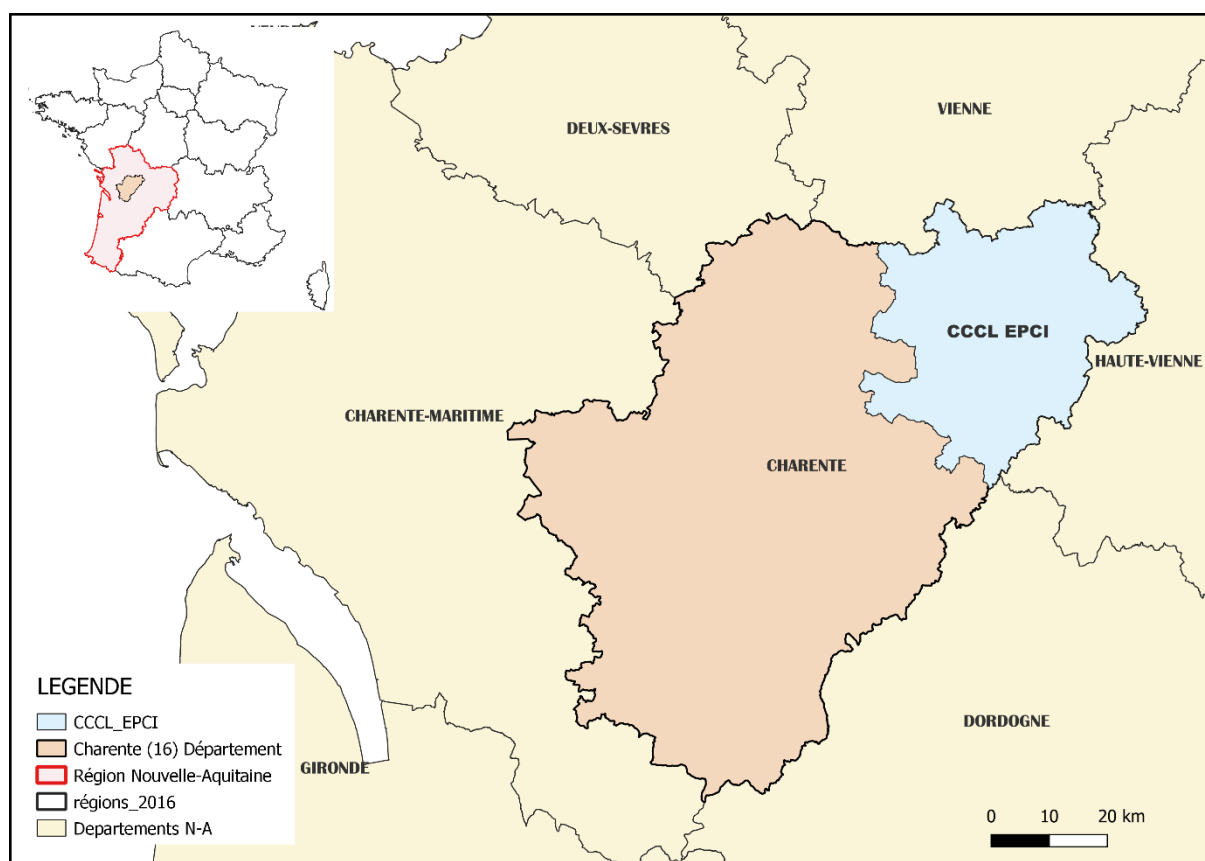 DEUX-SEVRES
VIENNE
CCCL EPCI
HAUTE-VIENNE
CHARENTE-MARITIME
CHARENTE
DORDOGNE
GIRONDE
LEGENDE
CCCL_EPCI
Charente (16) Département
Région Nouvelle-Aquitaine
régions_2016
Departements N-A
0 10 20 km